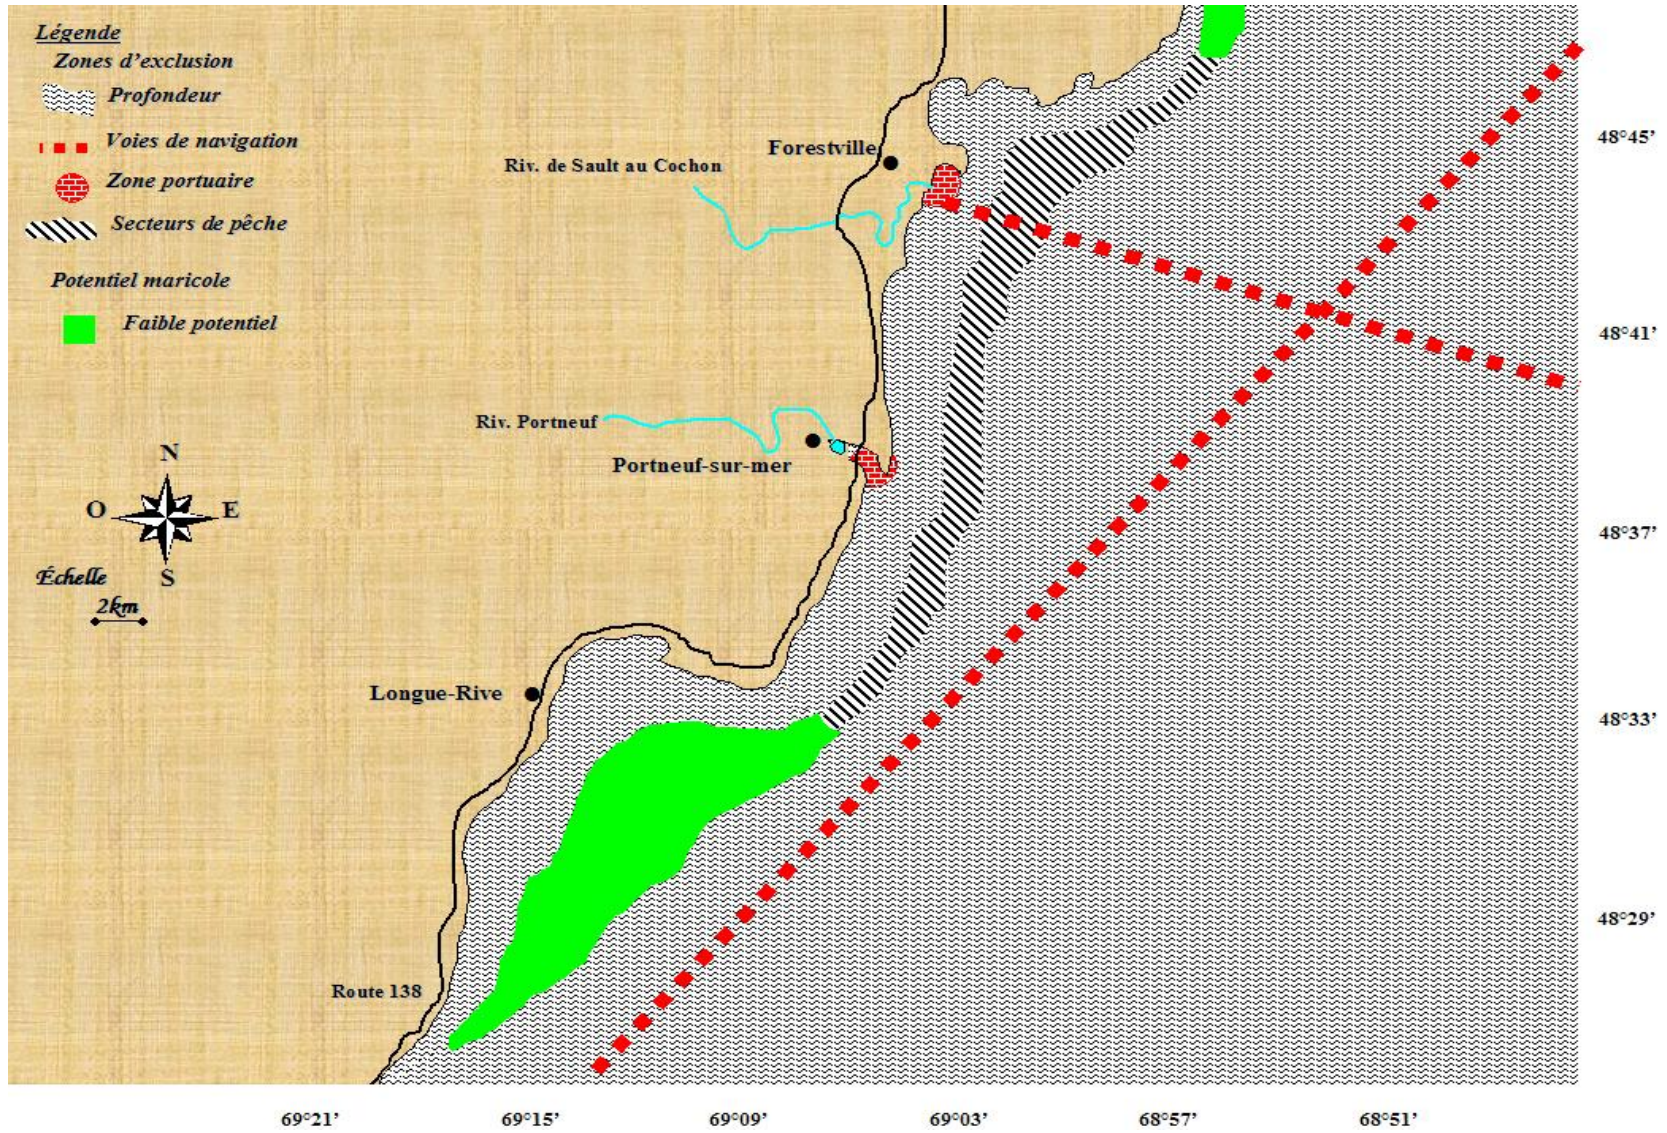 Légende
Zones d'exclusion
Profondeur
Voies de navigation
Zone portuaire
Secteurs de pêche
Potentiel maricole
Faible potentiel
Forestville
Riv. de Sault au Cochon
Riv. Portneuf
Portneuf-sur-mer
N
O
E
S
Échelle
2km
Longue-Rive
Route 138
48°45'
48°41'
48°37'
48°33'
48°29'
69°21'
69°15'
69°09'
69°03'
68°57'
68°51'